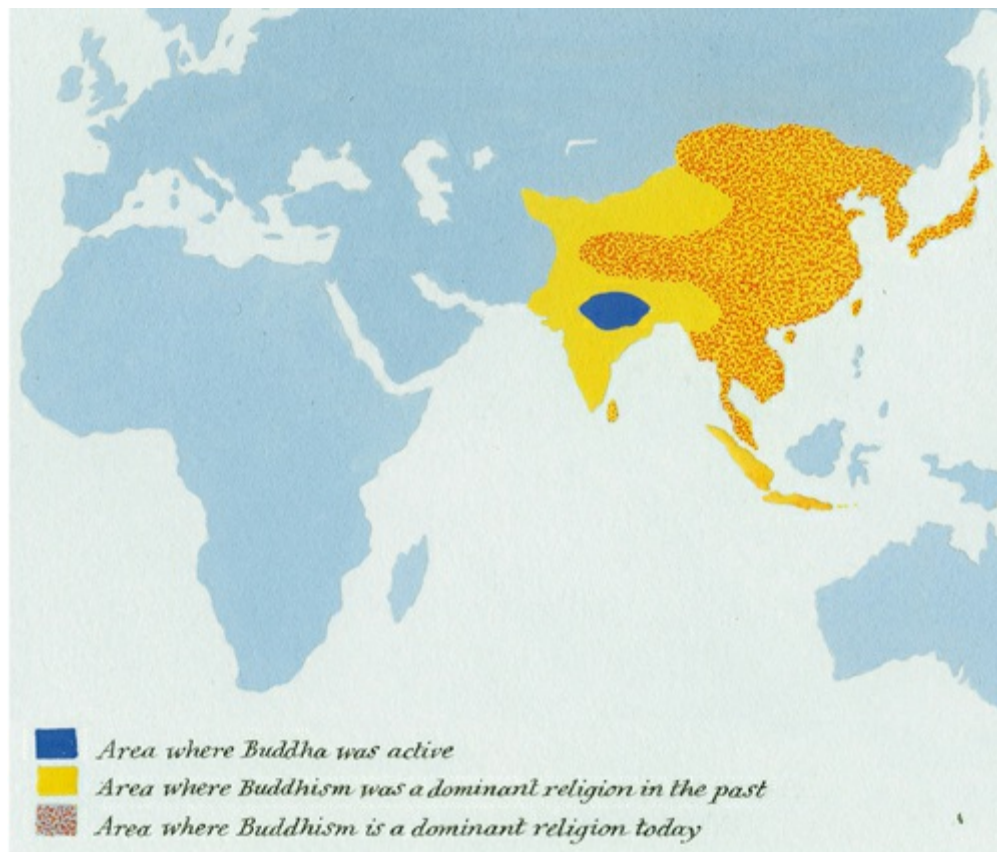 Area where Buddha was active
Area where Buddhism was a dominant religion in the past
Area where Buddhism is a dominant religion today